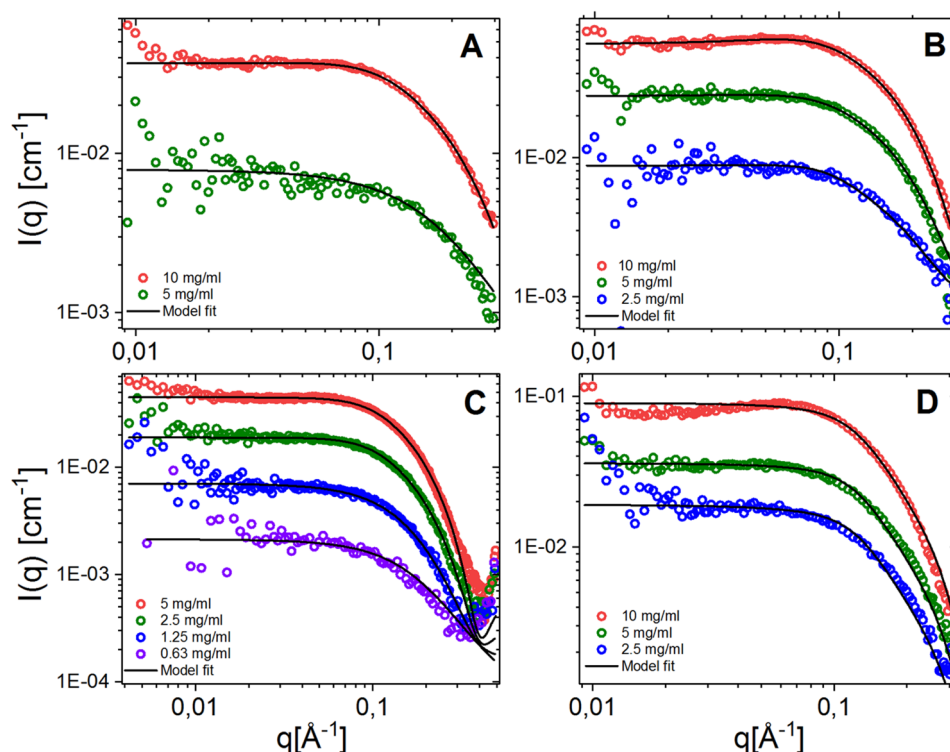 A
I(q) [cm⁻¹]
1E-02
1E-03
10 mg/ml
5 mg/ml
Model fit
0,01
0,1
B
1E-02
1E-03
10 mg/ml
5 mg/ml
2.5 mg/ml
Model fit
0,01
0,1
C
I(q) [cm⁻¹]
1E-02
1E-03
1E-04
5 mg/ml
2.5 mg/ml
1.25 mg/ml
0.63 mg/ml
Model fit
0,01
0,1
q[Å⁻¹]
D
1E-01
1E-02
10 mg/ml
5 mg/ml
2.5 mg/ml
Model fit
0,01
0,1
q[Å⁻¹]